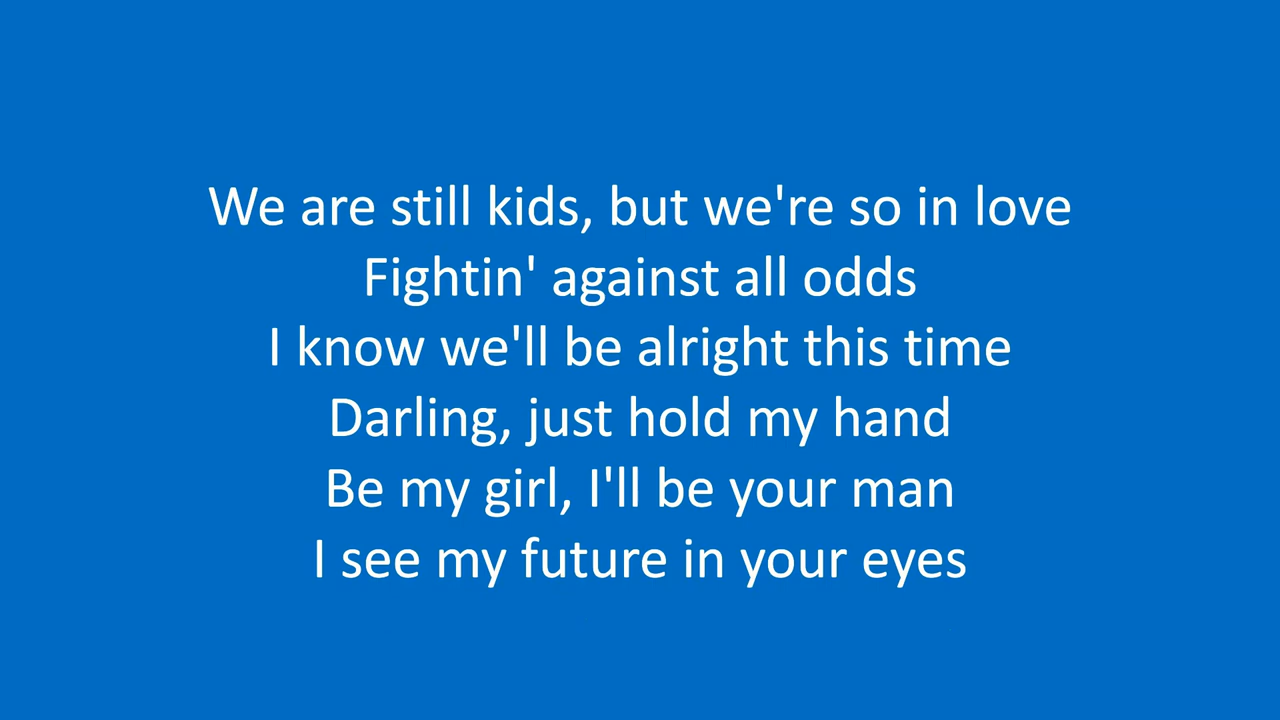 We are still kids, but we're so in love
Fightin' against all odds
I know we'll be alright this time
Darling, just hold my hand
Be my girl, I'll be your man
I see my future in your eyes